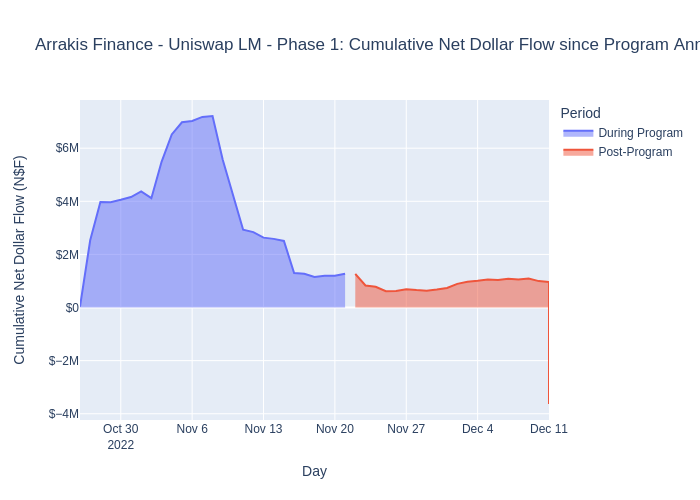 Arrakis Finance - Uniswap LM - Phase 1: Cumulative Net Dollar Flow since Program Ann
Period
During Program
Post-Program
Cumulative Net Dollar Flow (N$F)
$6M
$4M
$2M
$0
$−2M
$−4M
Oct 30
2022
Nov 6
Nov 13
Nov 20
Nov 27
Dec 4
Dec 11
Day